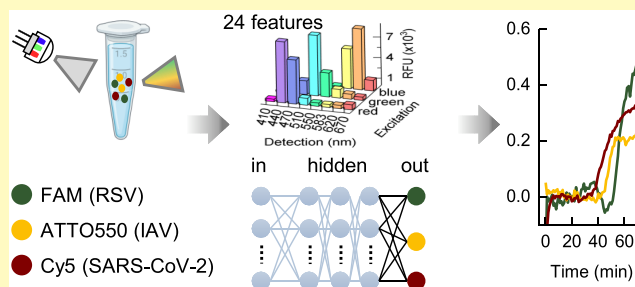 24 features
1.5
7
4
1
RFU (x10³)
blue
green
red
Excitation
410
440
470
510
550
583
620
670
Detection (nm)
in hidden out
FAM (RSV)
ATTO550 (IAV)
Cy5 (SARS-CoV-2)
0.6
0.4
0.2
0.0
0 20 40 60
Time (min)